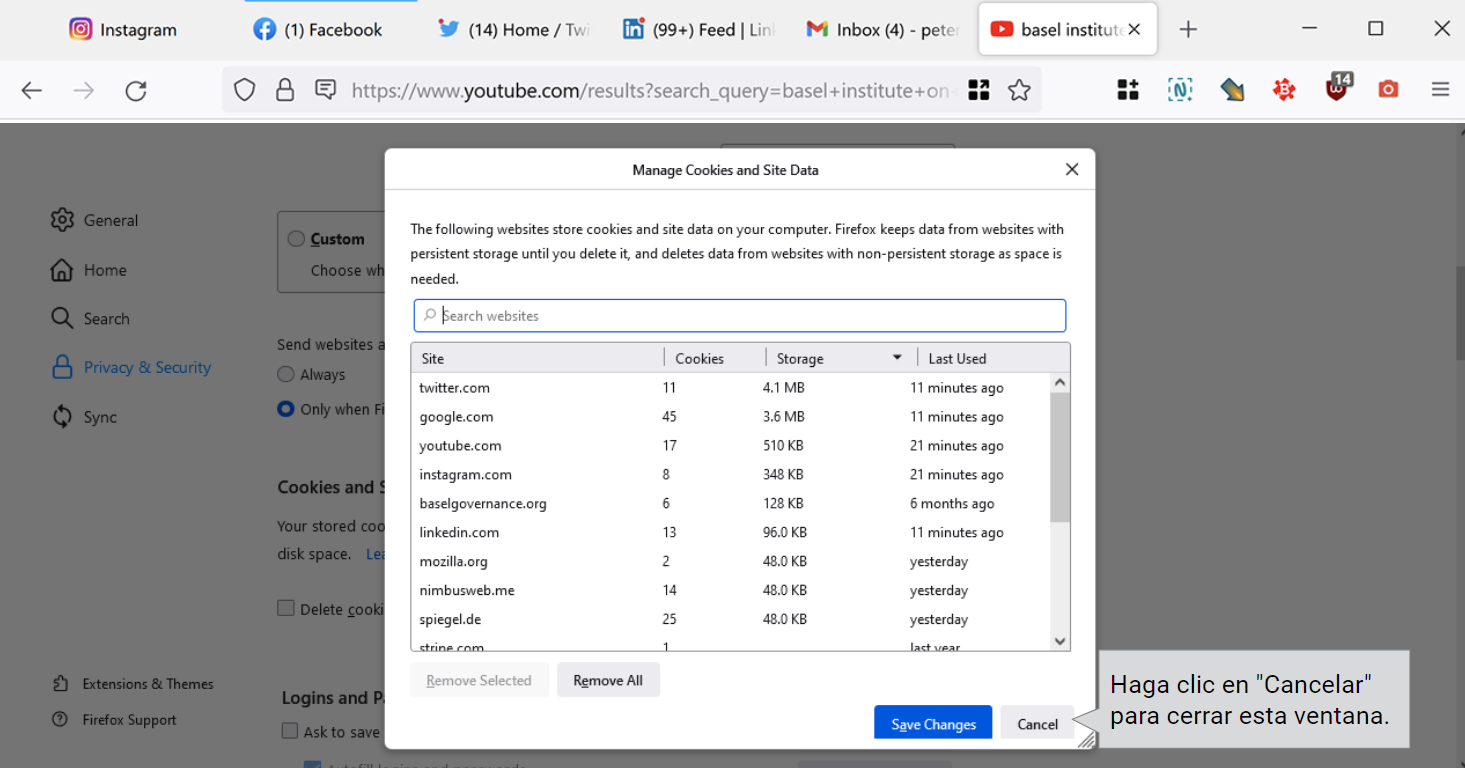 Instagram
(1) Facebook
(14) Home / Twi
(99+) Feed | Link
Inbox (4) - peter
basel institute
https://www.youtube.com/results?search_query=basel+institute+on
14
Manage Cookies and Site Data
The following websites store cookies and site data on your computer. Firefox keeps data from websites with
persistent storage until you delete it, and deletes data from websites with non-persistent storage as space is
needed.
Search websites
Site Cookies Storage Last Used
twitter.com 11 4.1 MB 11 minutes ago
google.com 45 3.6 MB 11 minutes ago
youtube.com 17 510 KB 21 minutes ago
instagram.com 8 348 KB 21 minutes ago
baselgovernance.org 6 128 KB 6 months ago
linkedin.com 13 96.0 KB 11 minutes ago
mozilla.org 2 48.0 KB yesterday
nimbusweb.me 14 48.0 KB yesterday
spiegel.de 25 48.0 KB yesterday
stripe.com 1 last year
Remove Selected
Remove All
Save Changes
Cancel
Haga clic en "Cancelar"
para cerrar esta ventana.
General
Home
Search
Privacy & Security
Sync
Extensions & Themes
Firefox Support
Custom
Choose wh
Send websites a
Always
Only when Fi
Cookies and S
Your stored coo
disk space. Lea
Delete cooki
Logins and Pa
Ask to save
Autofill logins and passwords